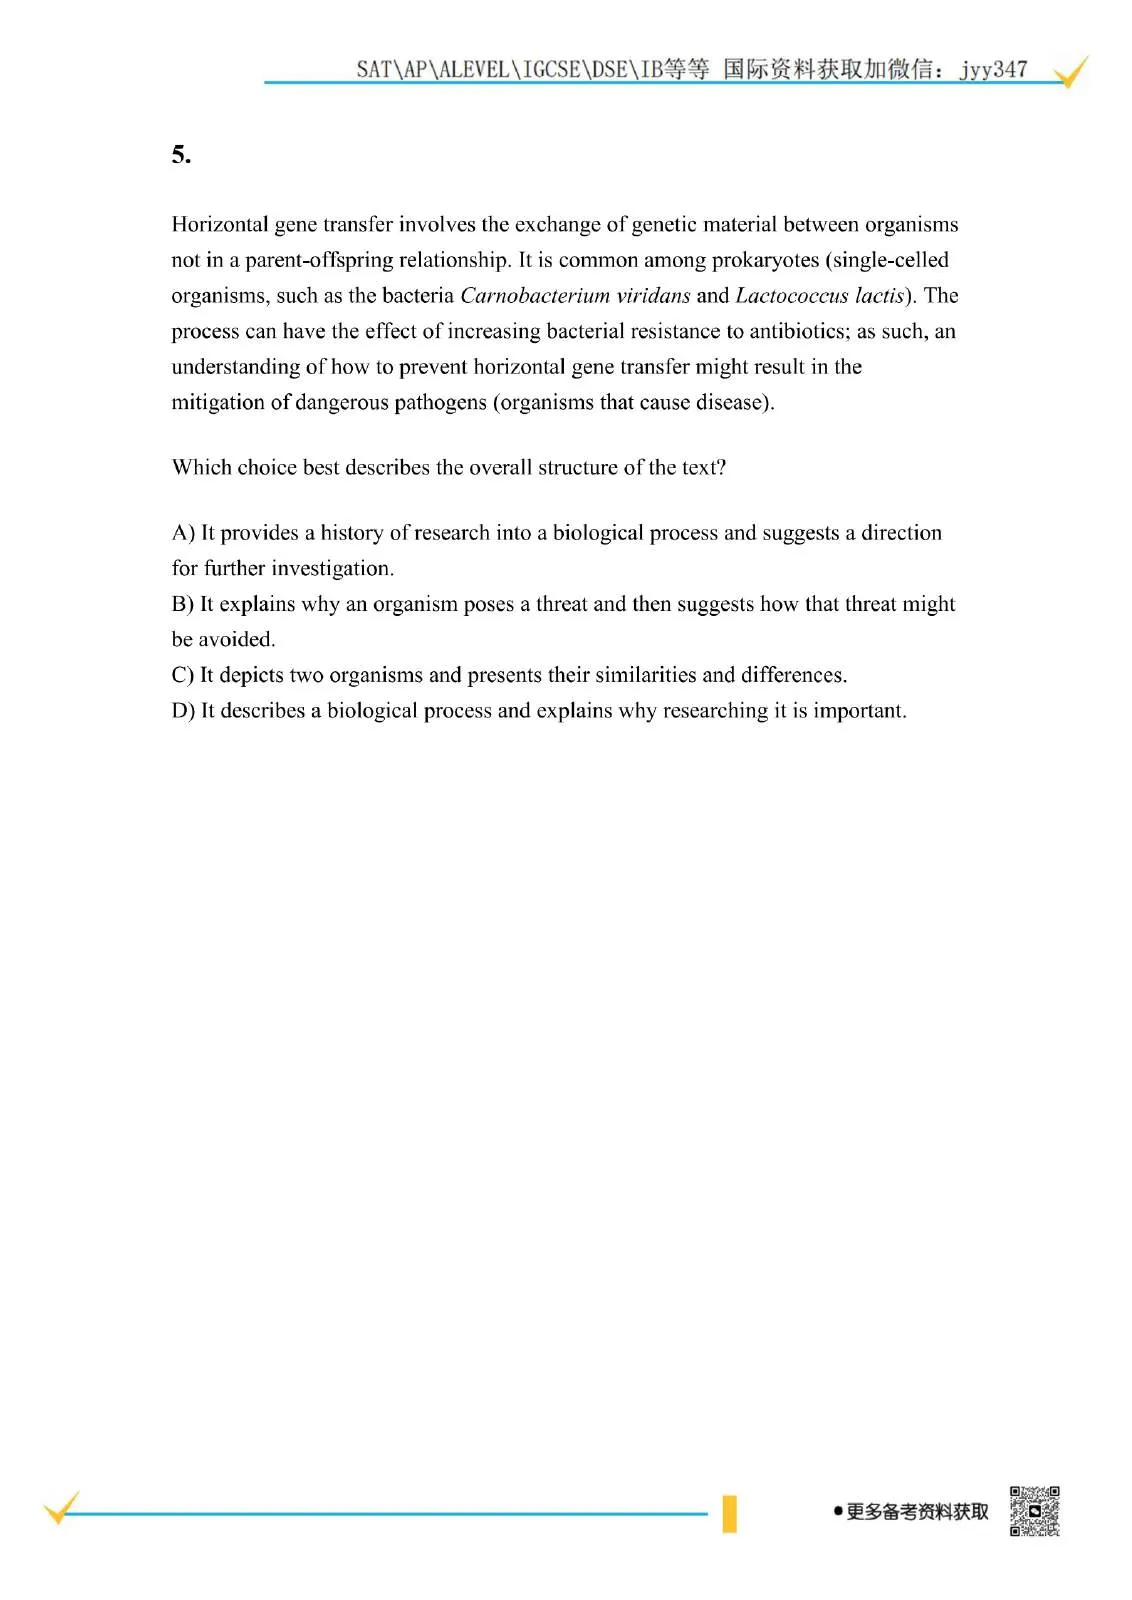 SAT\AP\ALEVEL\IGCSE\DSE\IB等等 国际资料获取加微信：jyy347
5.
Horizontal gene transfer involves the exchange of genetic material between organisms
not in a parent-offspring relationship. It is common among prokaryotes (single-celled
organisms, such as the bacteria Carnobacterium viridans and Lactococcus lactis). The
process can have the effect of increasing bacterial resistance to antibiotics; as such, an
understanding of how to prevent horizontal gene transfer might result in the
mitigation of dangerous pathogens (organisms that cause disease).
Which choice best describes the overall structure of the text?
A) It provides a history of research into a biological process and suggests a direction
for further investigation.
B) It explains why an organism poses a threat and then suggests how that threat might
be avoided.
C) It depicts two organisms and presents their similarities and differences.
D) It describes a biological process and explains why researching it is important.
•更多备考资料获取